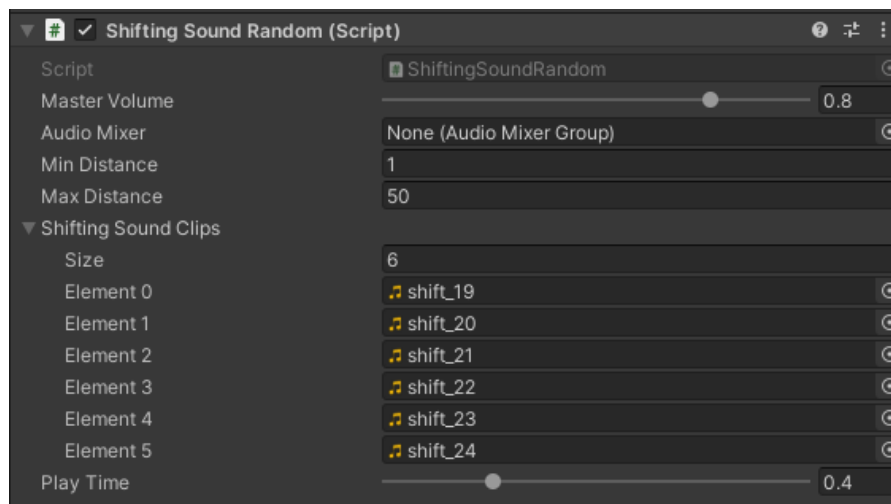 Shifting Sound Random (Script)
Script ShiftingSoundRandom
Master Volume 0.8
Audio Mixer None (Audio Mixer Group)
Min Distance 1
Max Distance 50
Shifting Sound Clips
Size 6
Element 0 shift_19
Element 1 shift_20
Element 2 shift_21
Element 3 shift_22
Element 4 shift_23
Element 5 shift_24
Play Time 0.4